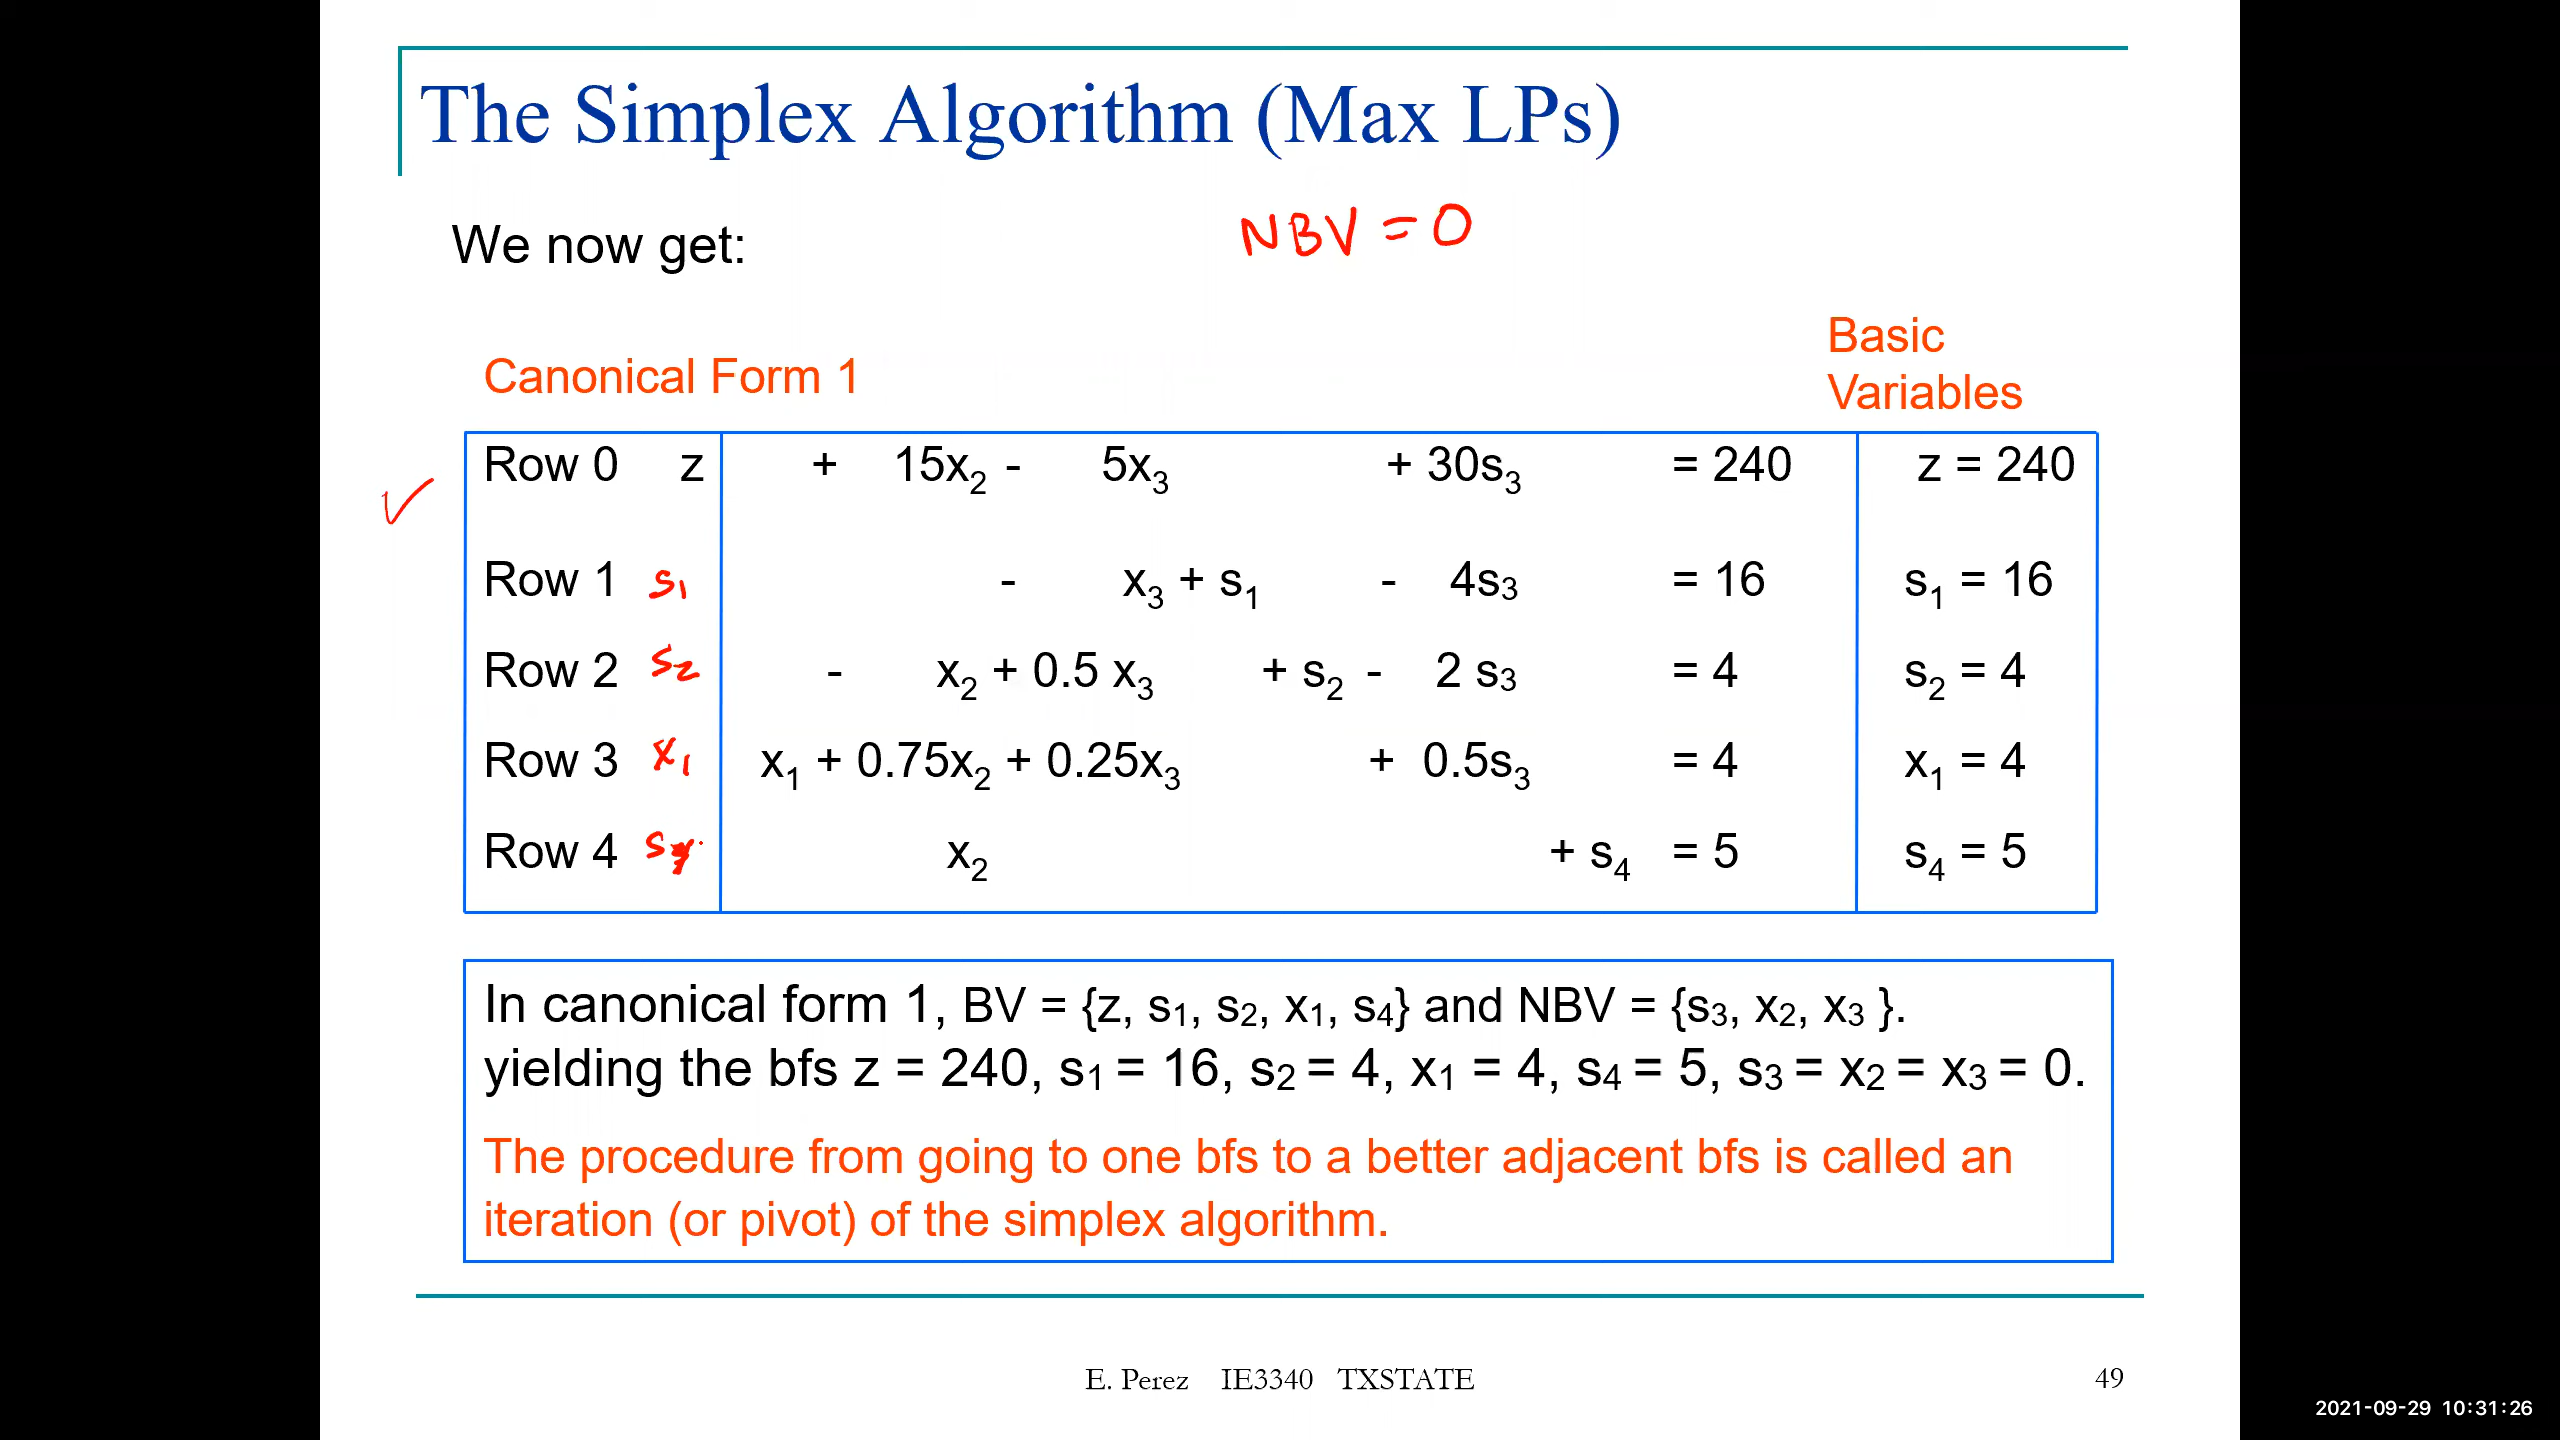 The Simplex Algorithm (Max LPs)
We now get:
NBV = 0
Canonical Form 1
Basic
Variables
Row 0 z + 15x₂ - 5x₃ + 30s₃ = 240 z = 240
Row 1 s₁ - x₃ + s₁ - 4s₃ = 16 s₁ = 16
Row 2 s₂ - x₂ + 0.5 x₃ + s₂ - 2 s₃ = 4 s₂ = 4
Row 3 x₁ x₁ + 0.75x₂ + 0.25x₃ + 0.5s₃ = 4 x₁ = 4
Row 4 s₄ x₂ + s₄ = 5 s₄ = 5
In canonical form 1, BV = {z, s₁, s₂, x₁, s₄} and NBV = {s₃, x₂, x₃ }.
yielding the bfs z = 240, s₁ = 16, s₂ = 4, x₁ = 4, s₄ = 5, s₃ = x₂ = x₃ = 0.
The procedure from going to one bfs to a better adjacent bfs is called an
iteration (or pivot) of the simplex algorithm.
E. Perez IE3340 TXSTATE
49
2021-09-29 10:31:26